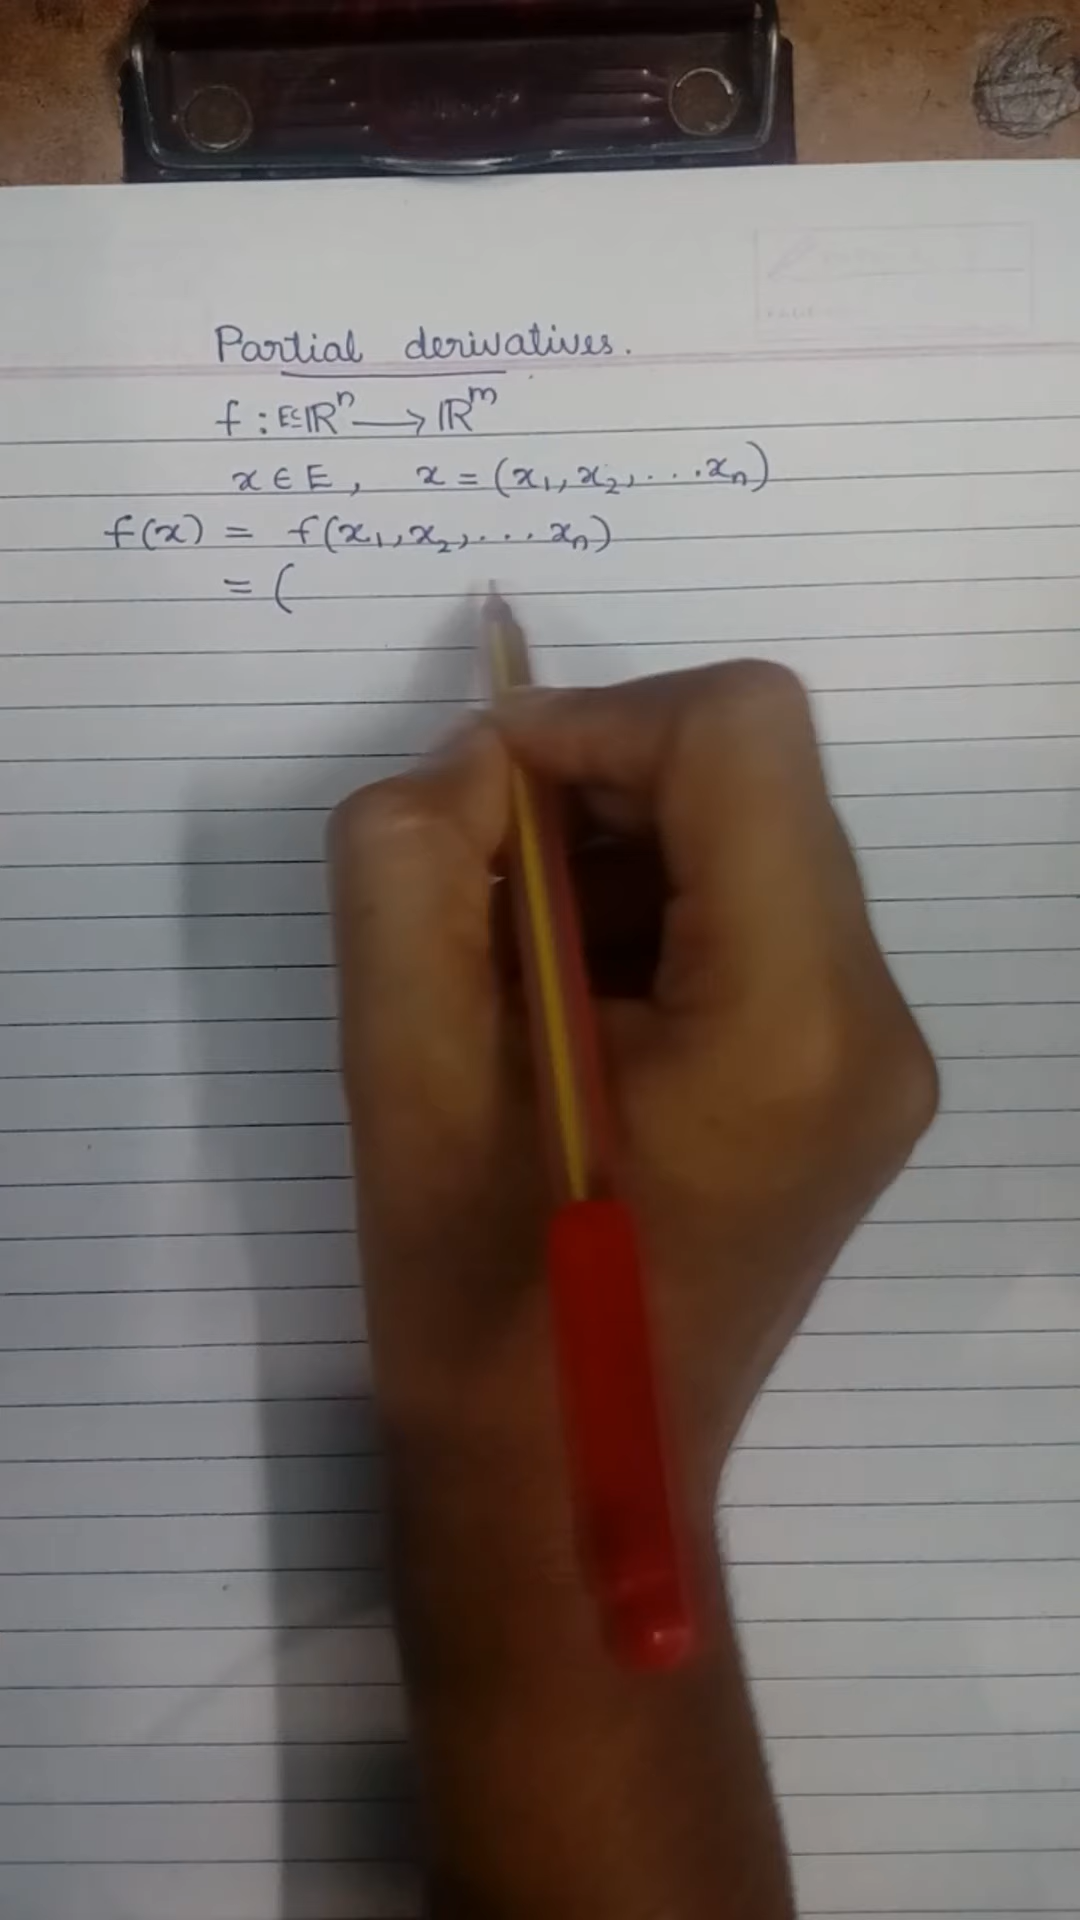 Partial derivatives.
f : E⊆ℝⁿ ⟶ ℝᵐ
x ∈ E, x = (x₁, x₂, ... xₙ)
f(x) = f(x₁, x₂, ... xₙ)
= (